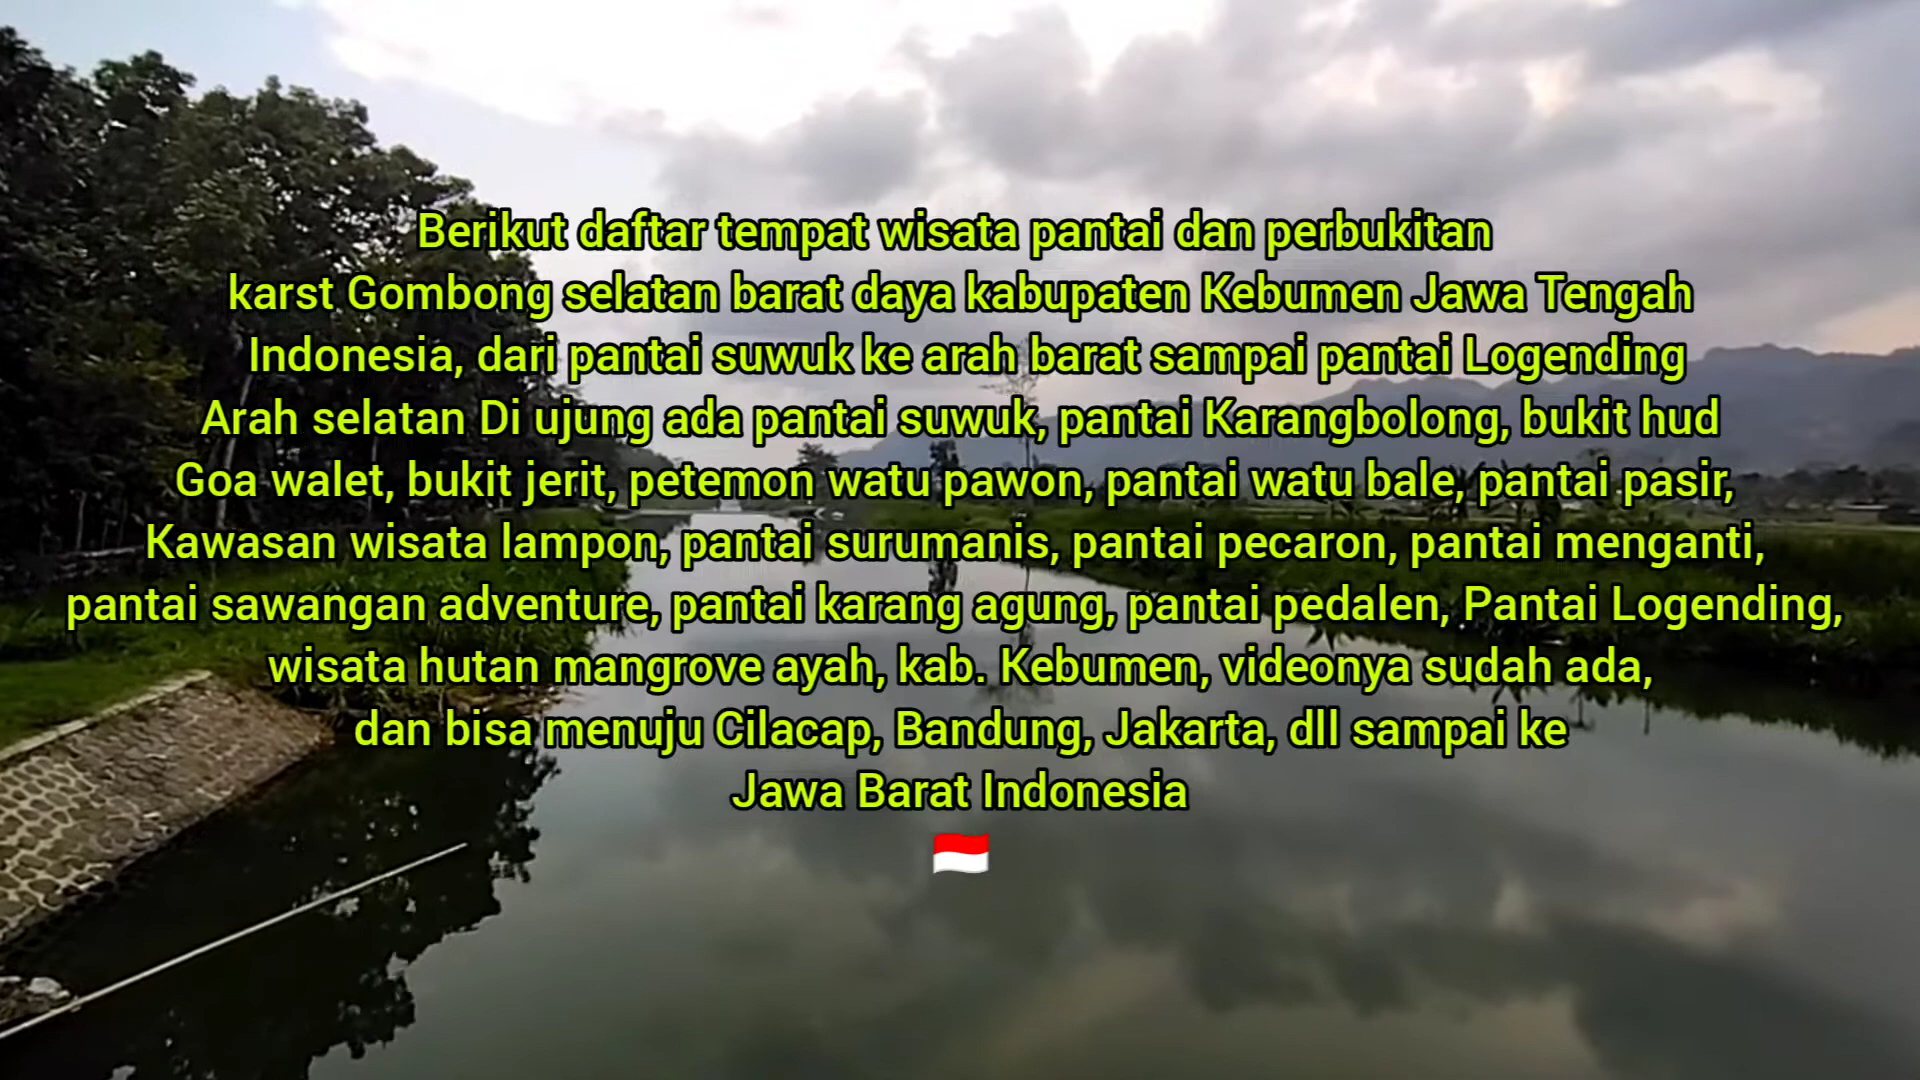 Berikut daftar tempat wisata pantai dan perbukitan
karst Gombong selatan barat daya kabupaten Kebumen Jawa Tengah
Indonesia, dari pantai suwuk ke arah barat sampai pantai Logending
Arah selatan Di ujung ada pantai suwuk, pantai Karangbolong, bukit hud
Goa walet, bukit jerit, petemon watu pawon, pantai watu bale, pantai pasir,
Kawasan wisata lampon, pantai surumanis, pantai pecaron, pantai menganti,
pantai sawangan adventure, pantai karang agung, pantai pedalen, Pantai Logending,
wisata hutan mangrove ayah, kab. Kebumen, videonya sudah ada,
dan bisa menuju Cilacap, Bandung, Jakarta, dll sampai ke
Jawa Barat Indonesia
🇮🇩